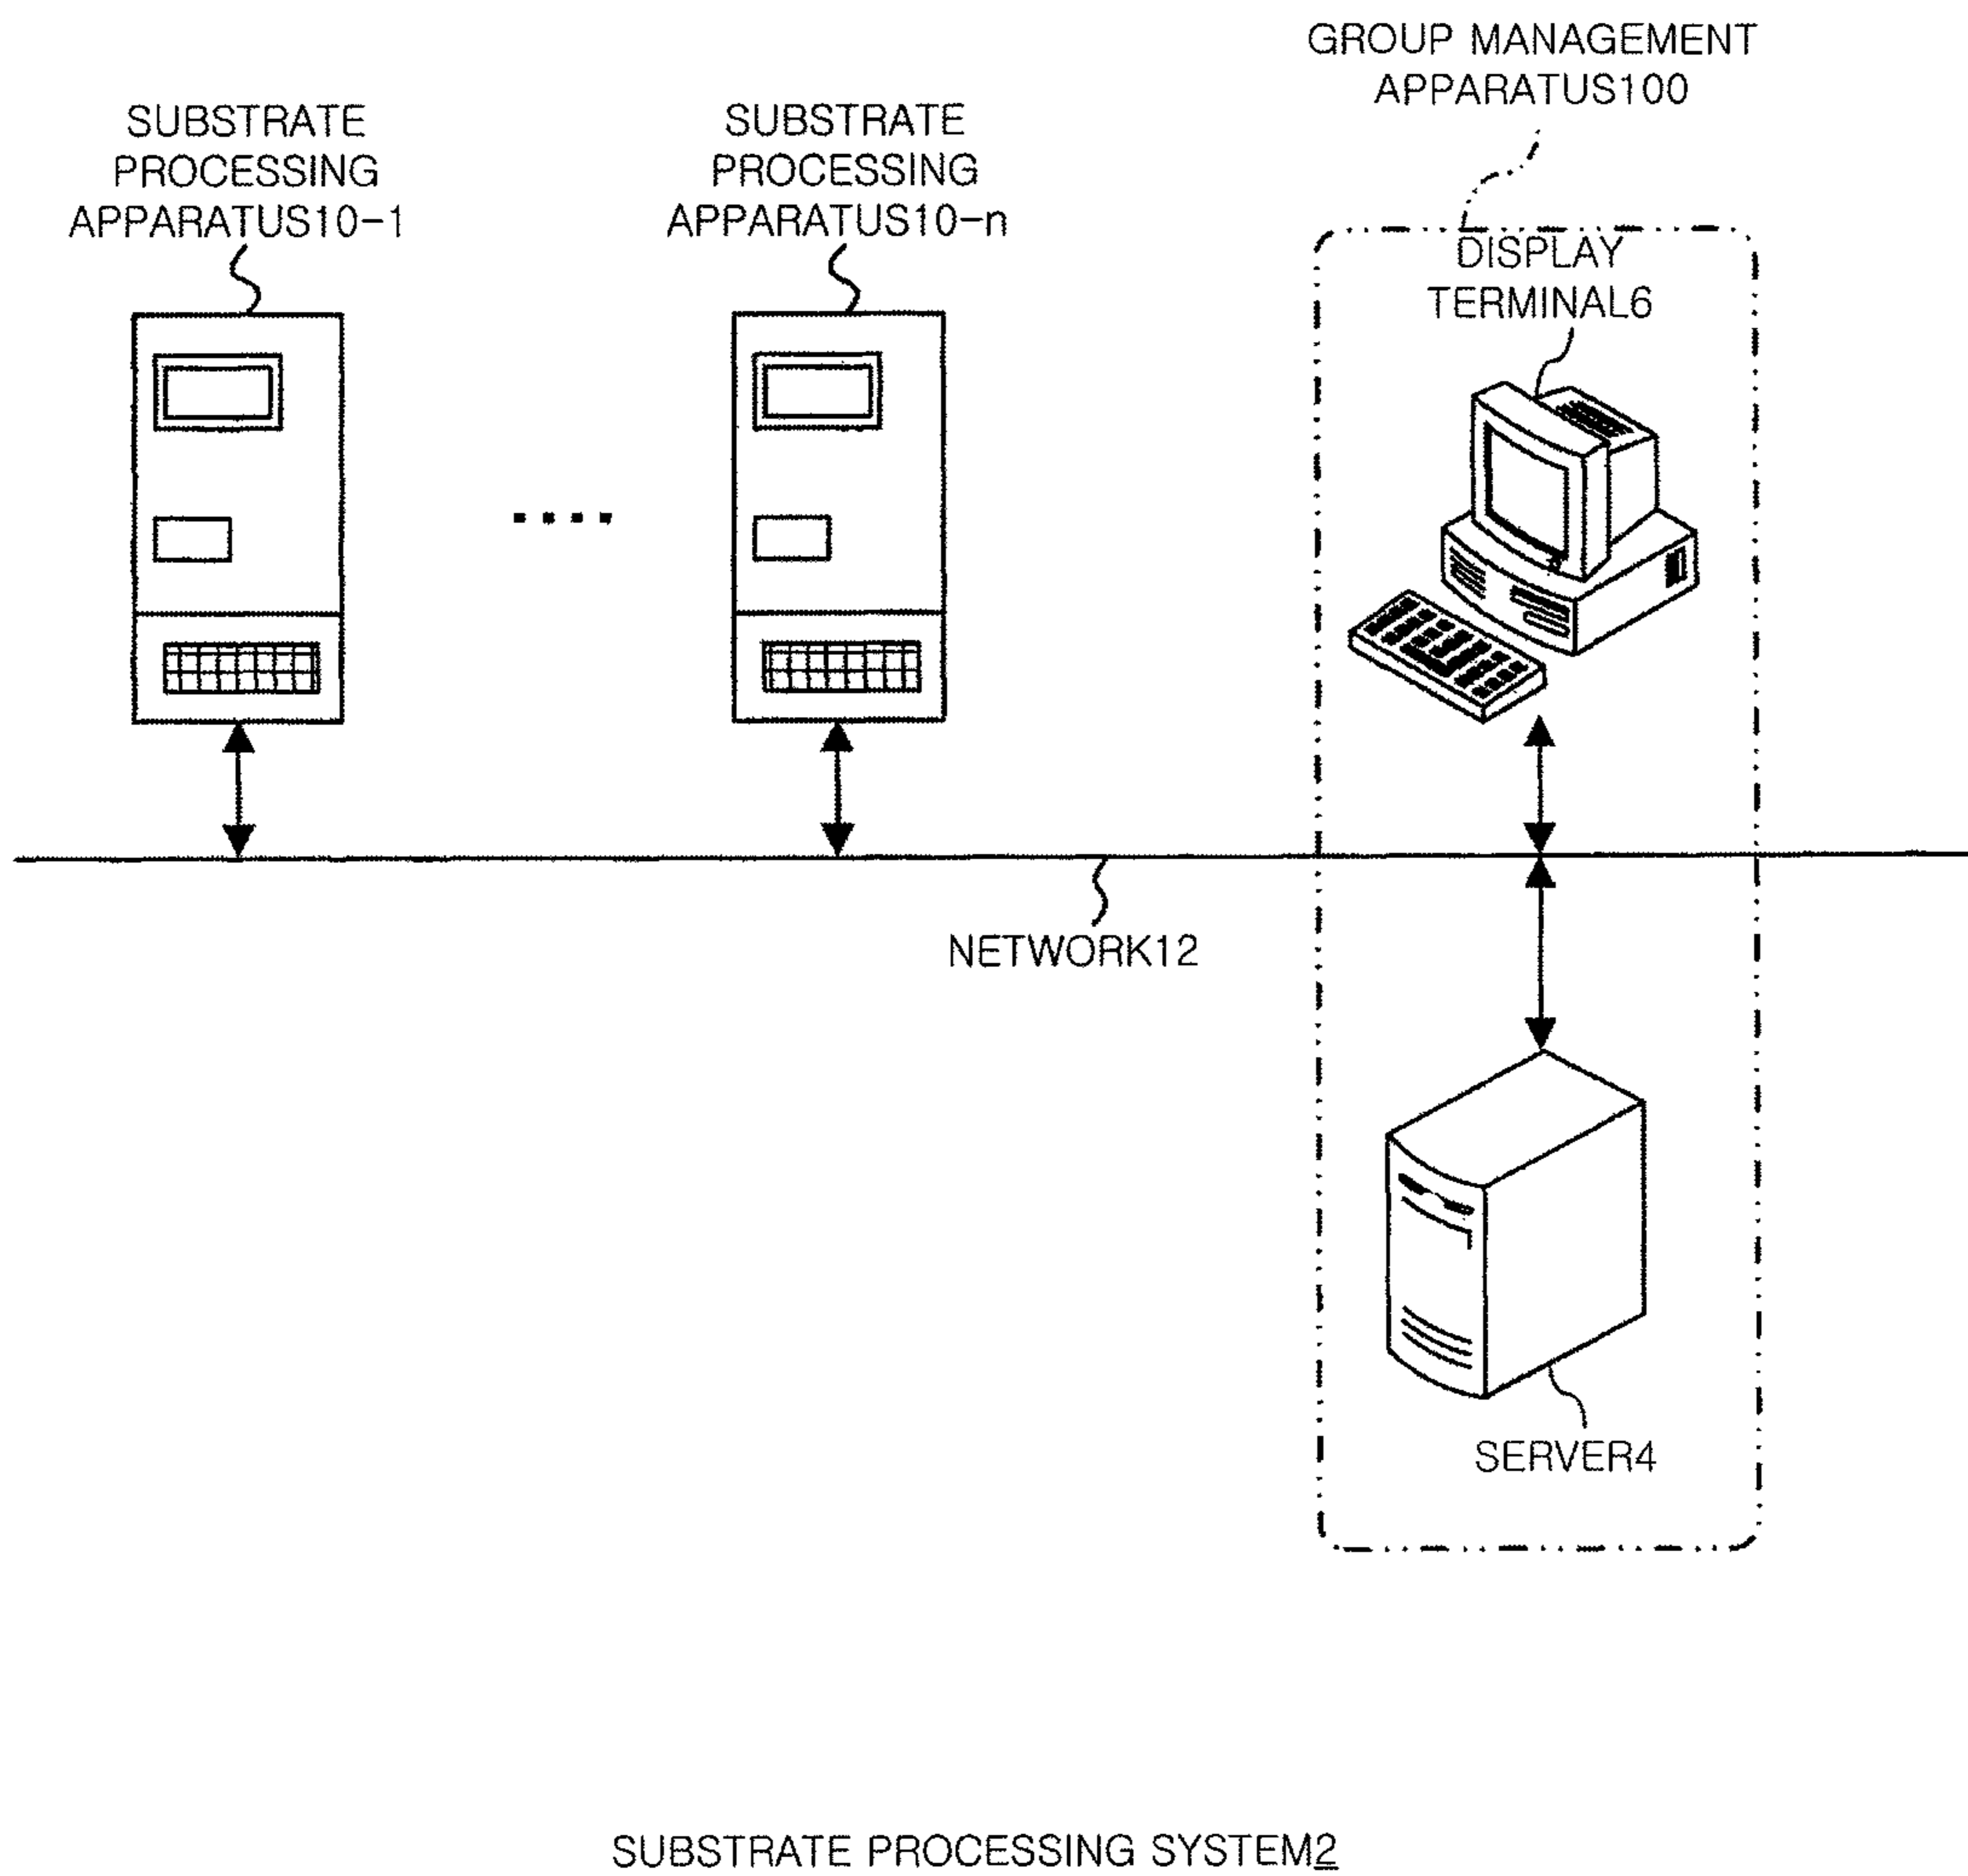 GROUP MANAGEMENT
APPARATUS100
SUBSTRATE
PROCESSING
APPARATUS10-1
SUBSTRATE
PROCESSING
APPARATUS10-n
DISPLAY
TERMINAL6
NETWORK12
SERVER4
SUBSTRATE PROCESSING SYSTEM2